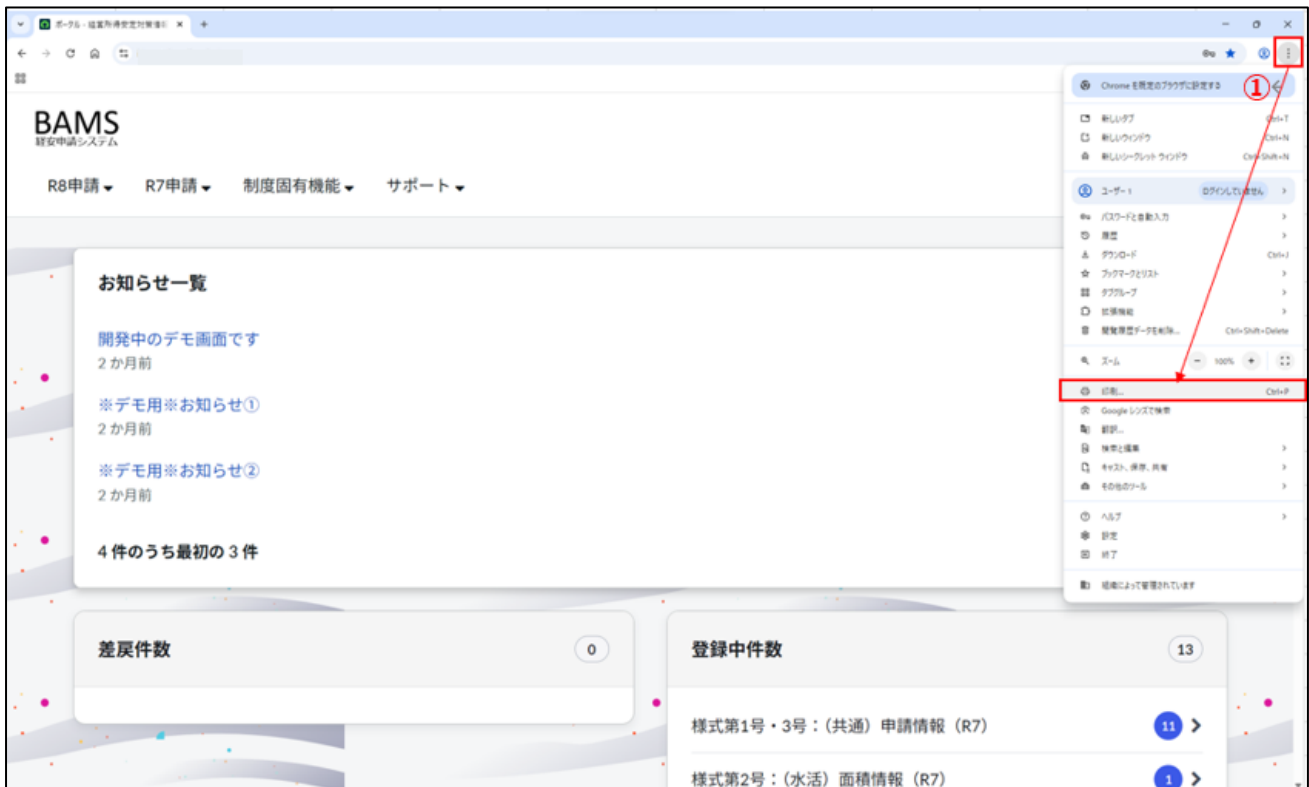 ポータル - 経営所得安定対策
Chrome を既定のブラウザに設定する
①
新しいタブ Ctrl+T
新しいウィンドウ Ctrl+N
新しいシークレット ウィンドウ Ctrl+Shift+N
ユーザー 1 ログインしていません
パスワードと自動入力
履歴
ダウンロード Ctrl+J
ブックマークとリスト
タブグループ
拡張機能
閲覧履歴データを削除... Ctrl+Shift+Delete
ズーム - 100% +
印刷... Ctrl+P
Google レンズで検索
翻訳...
検索と編集
キャスト、保存、共有
その他のツール
ヘルプ
設定
終了
組織によって管理されています
BAMS
経安申請システム
R8申請 R7申請 制度固有機能 サポート
お知らせ一覧
開発中のデモ画面です
2 か月前
※デモ用※お知らせ①
2 か月前
※デモ用※お知らせ②
2 か月前
4 件のうち最初の 3 件
差戻件数 0
登録中件数 13
様式第1号・3号：（共通）申請情報（R7） 11
様式第2号：（水活）面積情報（R7） 1